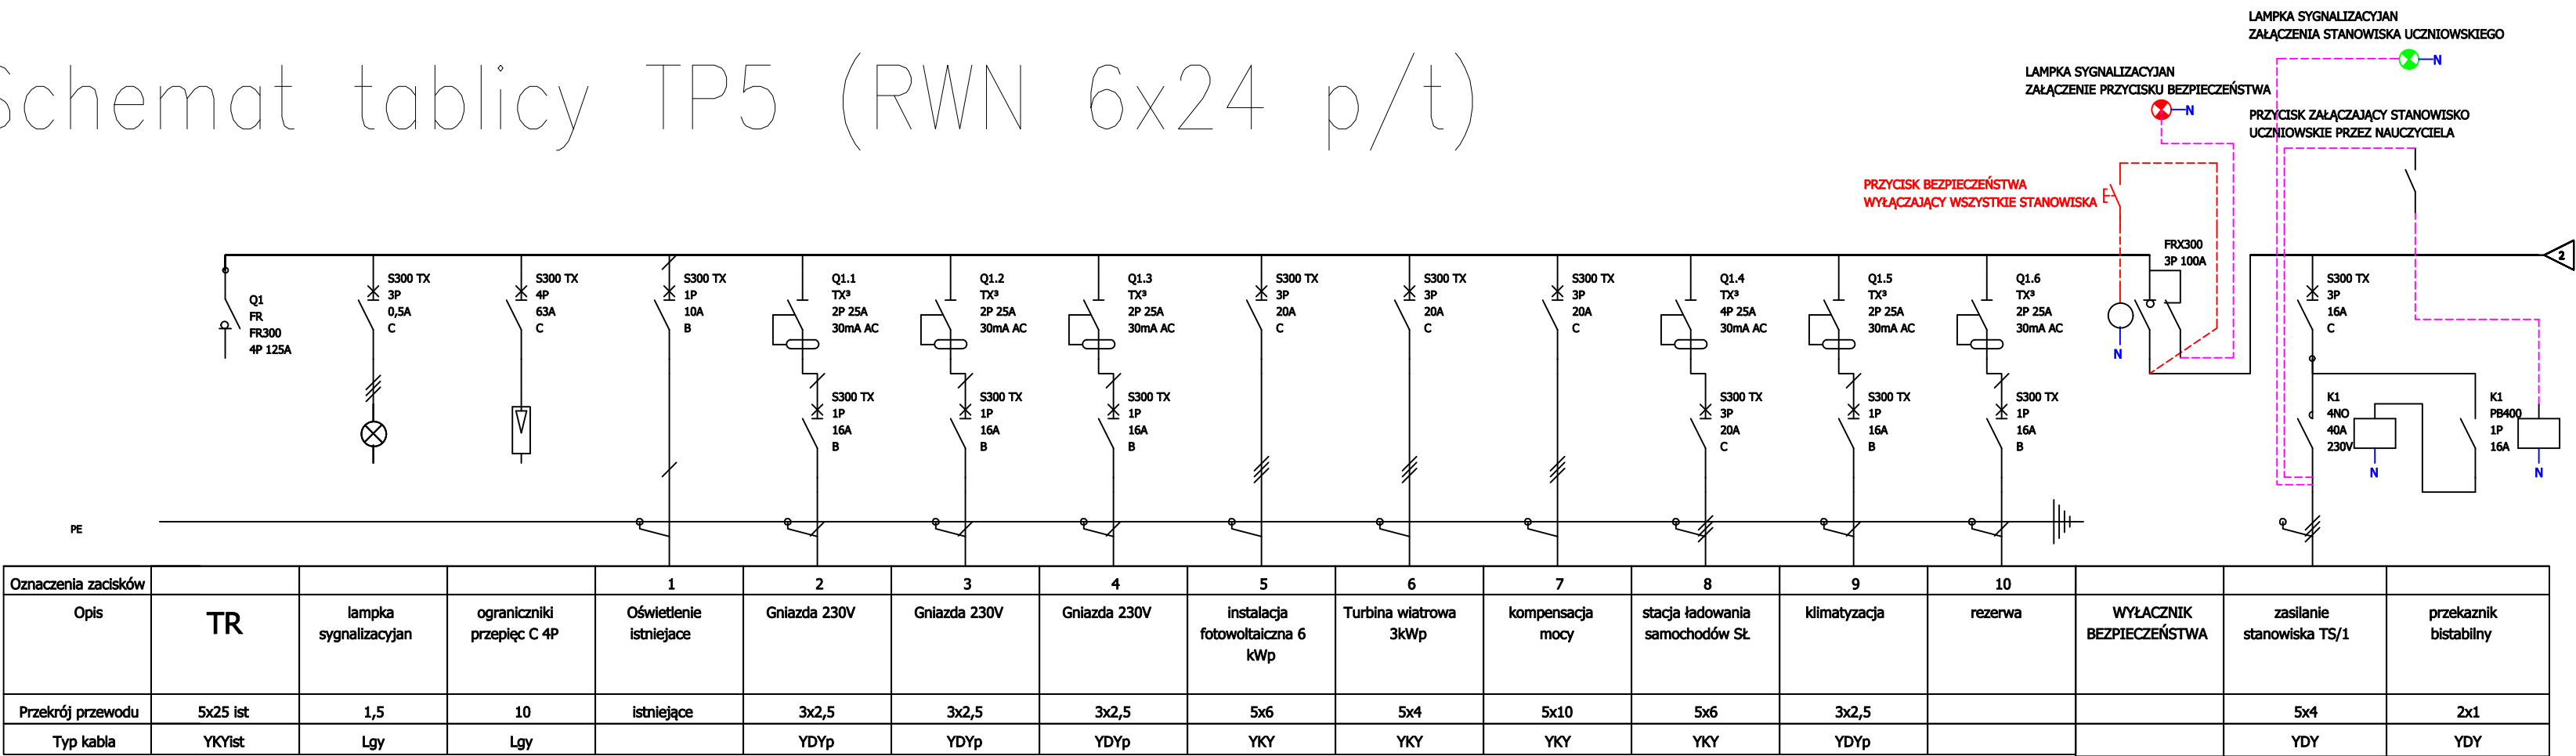 Schemat tablicy TP5 (RWN 6x24 p/t)
LAMPKA SYGNALIZACYJAN
ZAŁĄCZENIA STANOWISKA UCZNIOWSKIEGO
N
LAMPKA SYGNALIZACYJAN
ZAŁĄCZENIE PRZYCISKU BEZPIECZEŃSTWA
N
PRZYCISK ZAŁĄCZAJĄCY STANOWISKO
UCZNIOWSKIE PRZEZ NAUCZYCIELA
PRZYCISK BEZPIECZEŃSTWA
WYŁĄCZAJĄCY WSZYSTKIE STANOWISKA
Q1
FR
FR300
4P 125A
S300 TX
3P
0,5A
C
S300 TX
4P
63A
C
S300 TX
1P
10A
B
Q1.1
TX³
2P 25A
30mA AC
S300 TX
1P
16A
B
Q1.2
TX³
2P 25A
30mA AC
S300 TX
1P
16A
B
Q1.3
TX³
2P 25A
30mA AC
S300 TX
1P
16A
B
S300 TX
3P
20A
C
S300 TX
3P
20A
C
S300 TX
3P
20A
C
Q1.4
TX³
4P 25A
30mA AC
S300 TX
3P
20A
C
Q1.5
TX³
2P 25A
30mA AC
S300 TX
1P
16A
B
Q1.6
TX³
2P 25A
30mA AC
S300 TX
1P
16A
B
N
FRX300
3P 100A
S300 TX
3P
16A
C
K1
4NO
40A
230V
N
K1
PB400
1P
16A
N
2
PE
Oznaczenia zacisków 1 2 3 4 5 6 7 8 9 10
Opis TR lampka ograniczniki Oświetlenie Gniazda 230V Gniazda 230V Gniazda 230V instalacja Turbina wiatrowa kompensacja stacja ładowania klimatyzacja rezerwa WYŁACZNIK zasilanie przekaznik
sygnalizacyjan przepięc C 4P istniejace fotowoltaiczna 6 3kWp mocy samochodów SŁ BEZPIECZEŃSTWA stanowiska TS/1 bistabilny
kWp
Przekrój przewodu 5x25 ist 1,5 10 istniejące 3x2,5 3x2,5 3x2,5 5x6 5x4 5x10 5x6 3x2,5 5x4 2x1
Typ kabla YKYist Lgy Lgy YDYp YDYp YDYp YKY YKY YKY YKY YDYp YDY YDY